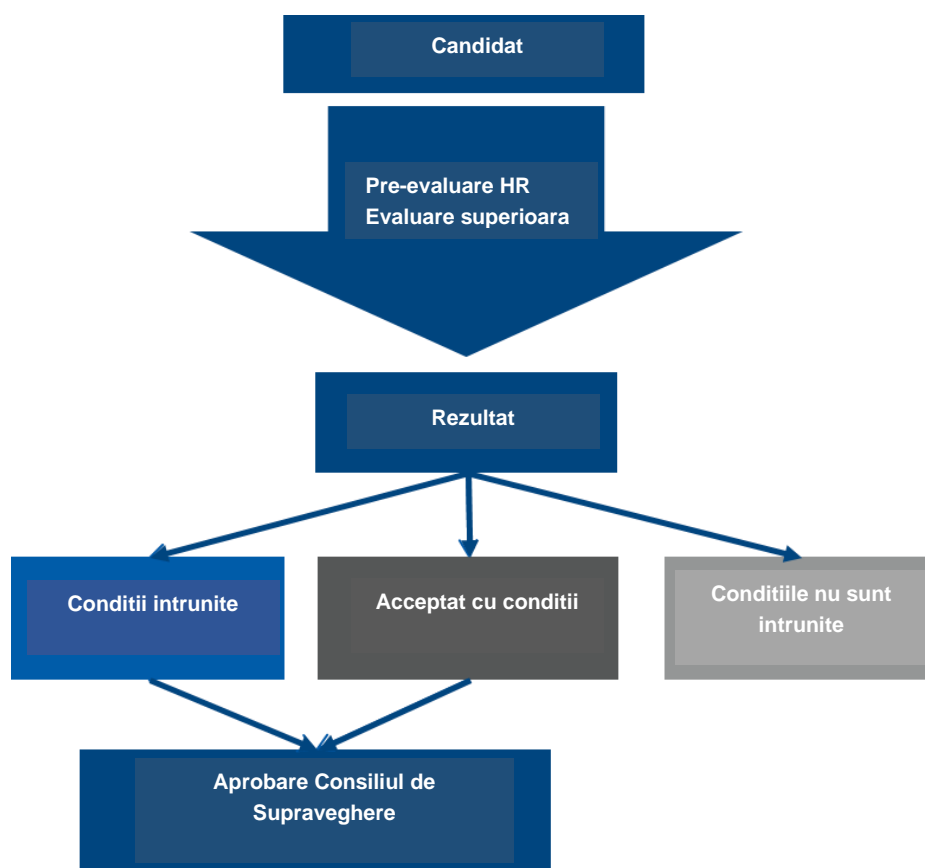 Candidat
Pre-evaluare HR
Evaluare superioara
Rezultat
Conditii intrunite
Acceptat cu conditii
Conditiile nu sunt
intrunite
Aprobare Consiliul de
Supraveghere